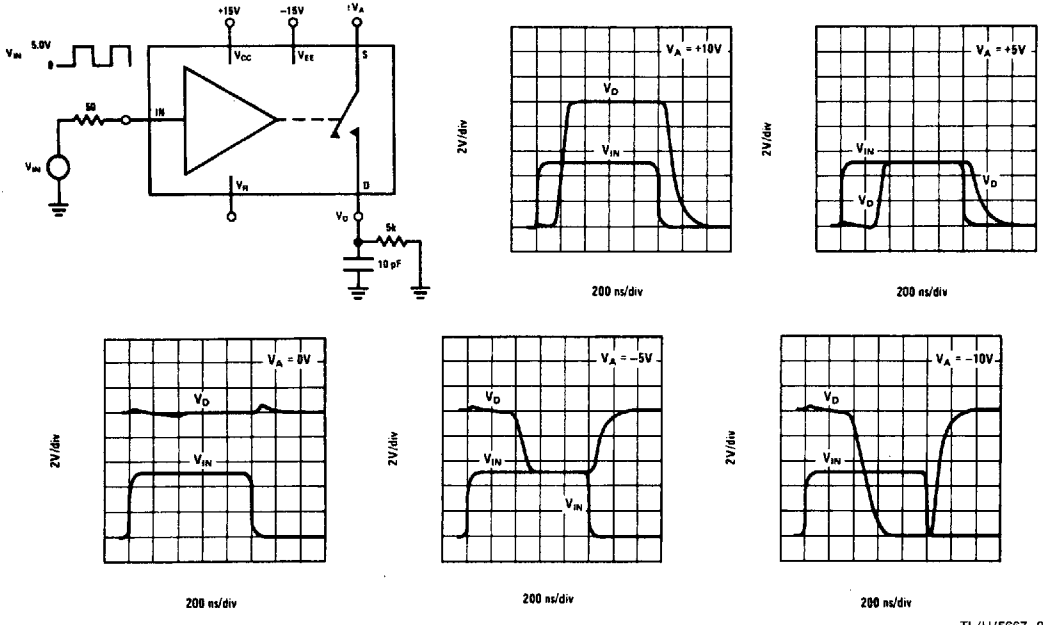 +15V
-15V
±VA
VIN
5.0V
0
VCC
VEE
S
50
IN
VIN
VR
D
VD
5k
10 pF
VA = +10V
VD
VIN
2V/div
200 ns/div
VA = +5V
VIN
VD
VD
2V/div
200 ns/div
VA = 0V
VD
VIN
2V/div
200 ns/div
VA = -5V
VD
VIN
VIN
2V/div
200 ns/div
VA = -10V
VD
VIN
2V/div
200 ns/div